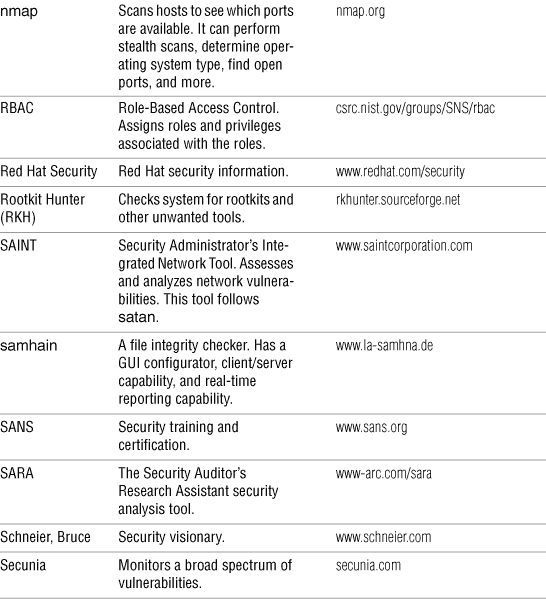 nmap Scans hosts to see which ports nmap.org
are available. It can perform
stealth scans, determine oper-
ating system type, find open
ports, and more.
RBAC Role-Based Access Control. csrc.nist.gov/groups/SNS/rbac
Assigns roles and privileges
associated with the roles.
Red Hat Security Red Hat security information. www.redhat.com/security
Rootkit Hunter Checks system for rootkits and rkhunter.sourceforge.net
(RKH) other unwanted tools.
SAINT Security Administrator's Inte- www.saintcorporation.com
grated Network Tool. Assesses
and analyzes network vulnera-
bilities. This tool follows
satan.
samhain A file integrity checker. Has a www.la-samhna.de
GUI configurator, client/server
capability, and real-time
reporting capability.
SANS Security training and www.sans.org
certification.
SARA The Security Auditor's www-arc.com/sara
Research Assistant security
analysis tool.
Schneier, Bruce Security visionary. www.schneier.com
Secunia Monitors a broad spectrum of secunia.com
vulnerabilities.